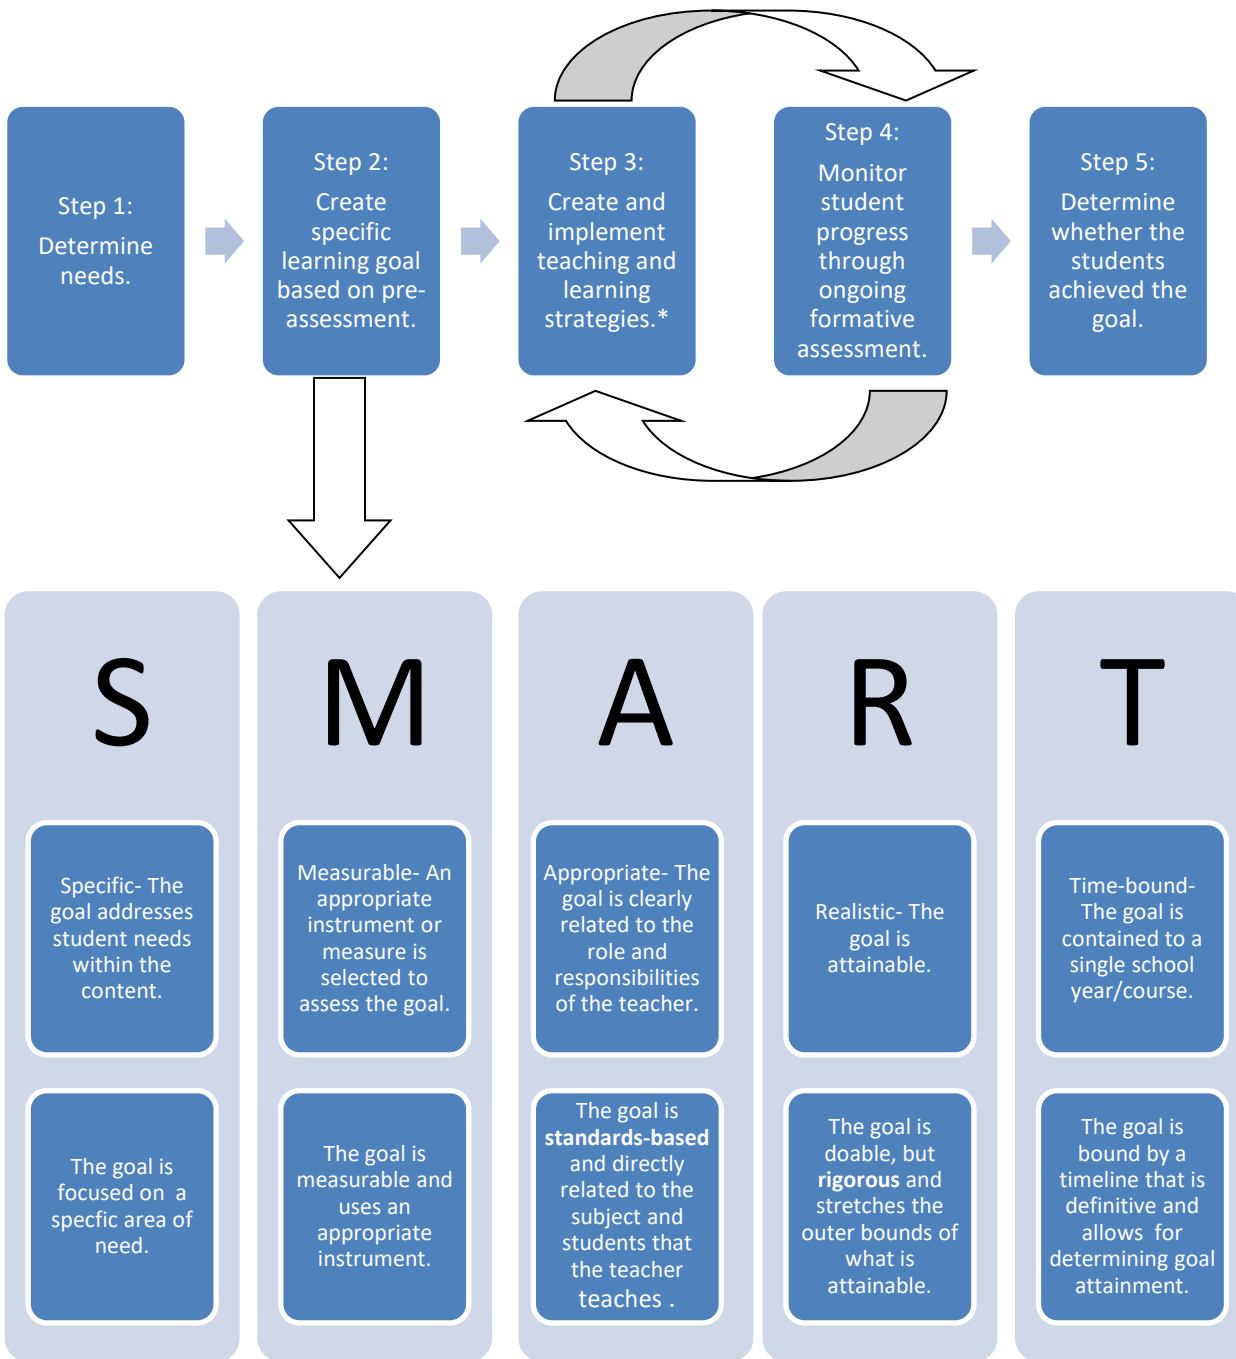 Step 1:
Determine
needs.
Step 2:
Create
specific
learning goal
based on pre-
assessment.
Step 3:
Create and
implement
teaching and
learning
strategies.*
Step 4:
Monitor
student
progress
through
ongoing
formative
assessment.
Step 5:
Determine
whether the
students
achieved the
goal.
S
M
A
R
T
Specific- The
goal addresses
student needs
within the
content.
Measurable- An
appropriate
instrument or
measure is
selected to
assess the goal.
Appropriate- The
goal is clearly
related to the
role and
responsibilities
of the teacher.
Realistic- The
goal is
attainable.
Time-bound-
The goal is
contained to a
single school
year/course.
The goal is
focused on  a
specfic area of
need.
The goal is
measurable and
uses an
appropriate
instrument.
The goal is
standards-based
and directly
related to the
subject and
students that
the teacher
teaches .
The goal is
doable, but
rigorous and
stretches the
outer bounds of
what is
attainable.
The goal is
bound by a
timeline that is
definitive and
allows  for
determining goal
attainment.